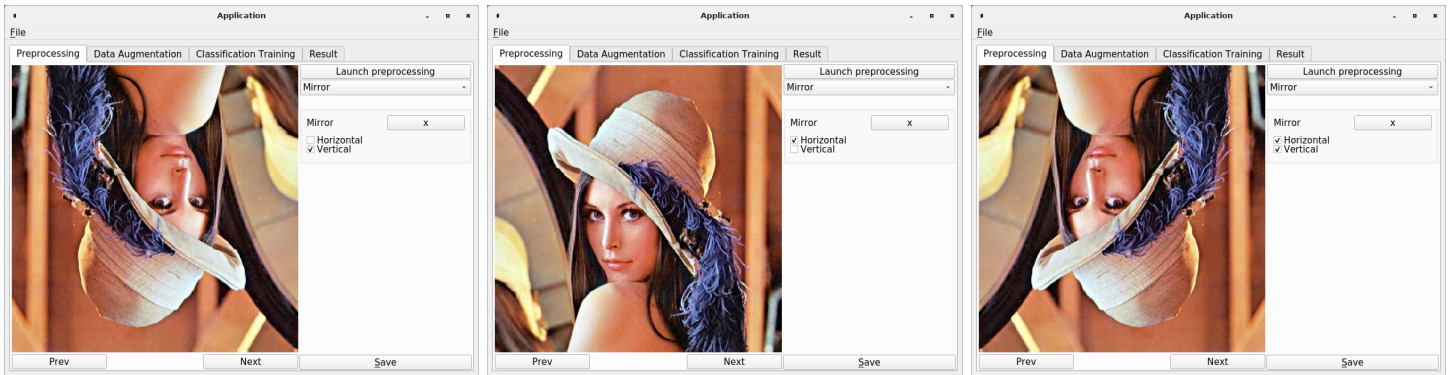 Application
File
Preprocessing Data Augmentation Classification Training Result
Launch preprocessing
Mirror
Mirror x
Horizontal
Vertical
Prev Next Save
Application
File
Preprocessing Data Augmentation Classification Training Result
Launch preprocessing
Mirror
Mirror x
Horizontal
Vertical
Prev Next Save
Application
File
Preprocessing Data Augmentation Classification Training Result
Launch preprocessing
Mirror
Mirror x
Horizontal
Vertical
Prev Next Save